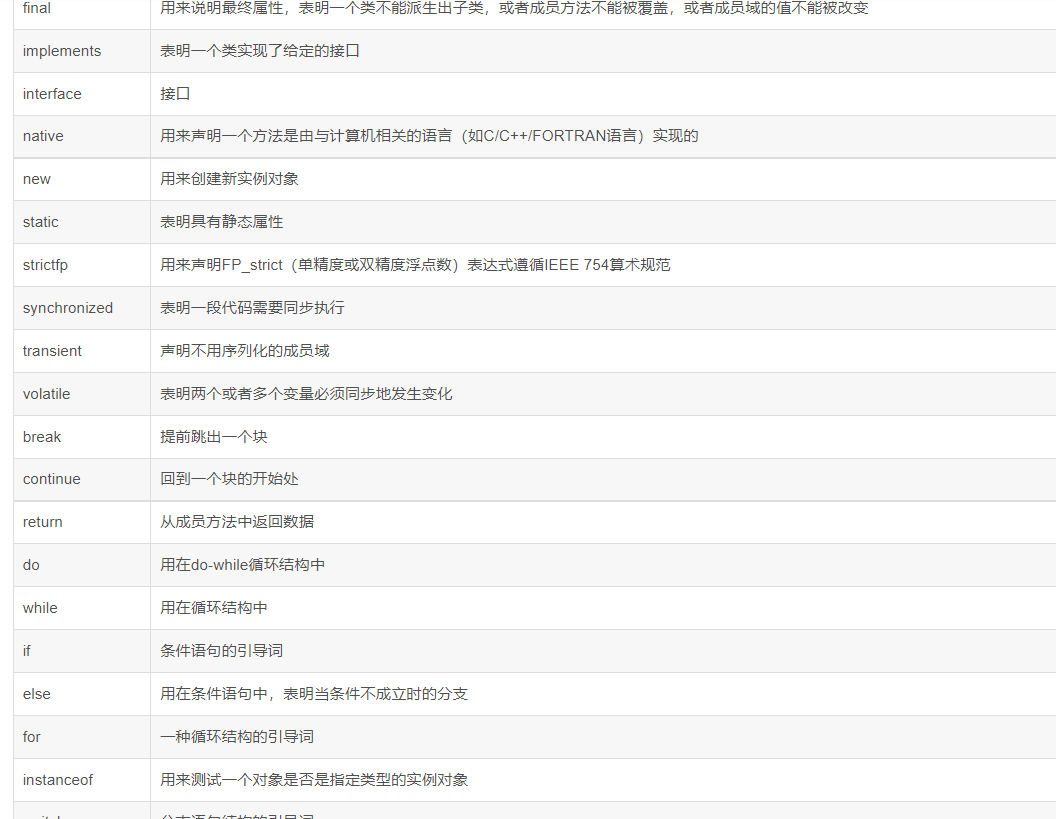 final 用来说明最终属性，表明一个类不能派生出子类，或者成员方法不能被覆盖，或者成员域的值不能被改变
implements 表明一个类实现了给定的接口
interface 接口
native 用来声明一个方法是由与计算机相关的语言（如C/C++/FORTRAN语言）实现的
new 用来创建新实例对象
static 表明具有静态属性
strictfp 用来声明FP_strict（单精度或双精度浮点数）表达式遵循IEEE 754算术规范
synchronized 表明一段代码需要同步执行
transient 声明不用序列化的成员域
volatile 表明两个或者多个变量必须同步地发生变化
break 提前跳出一个块
continue 回到一个块的开始处
return 从成员方法中返回数据
do 用在do-while循环结构中
while 用在循环结构中
if 条件语句的引导词
else 用在条件语句中，表明当条件不成立时的分支
for 一种循环结构的引导词
instanceof 用来测试一个对象是否是指定类型的实例对象